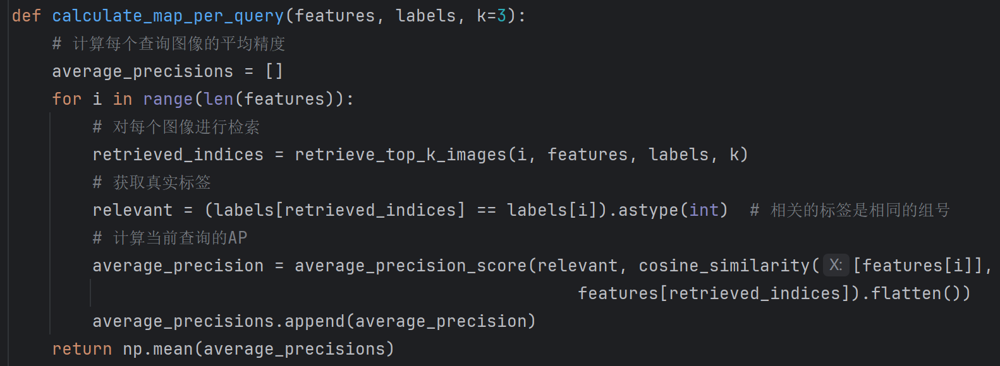 def calculate_map_per_query(features, labels, k=3):
    # 计算每个查询图像的平均精度
    average_precisions = []
    for i in range(len(features)):
        # 对每个图像进行检索
        retrieved_indices = retrieve_top_k_images(i, features, labels, k)
        # 获取真实标签
        relevant = (labels[retrieved_indices] == labels[i]).astype(int)  # 相关的标签是相同的组号
        # 计算当前查询的AP
        average_precision = average_precision_score(relevant, cosine_similarity( X: [features[i]],
                                                        features[retrieved_indices]).flatten())
        average_precisions.append(average_precision)
    return np.mean(average_precisions)